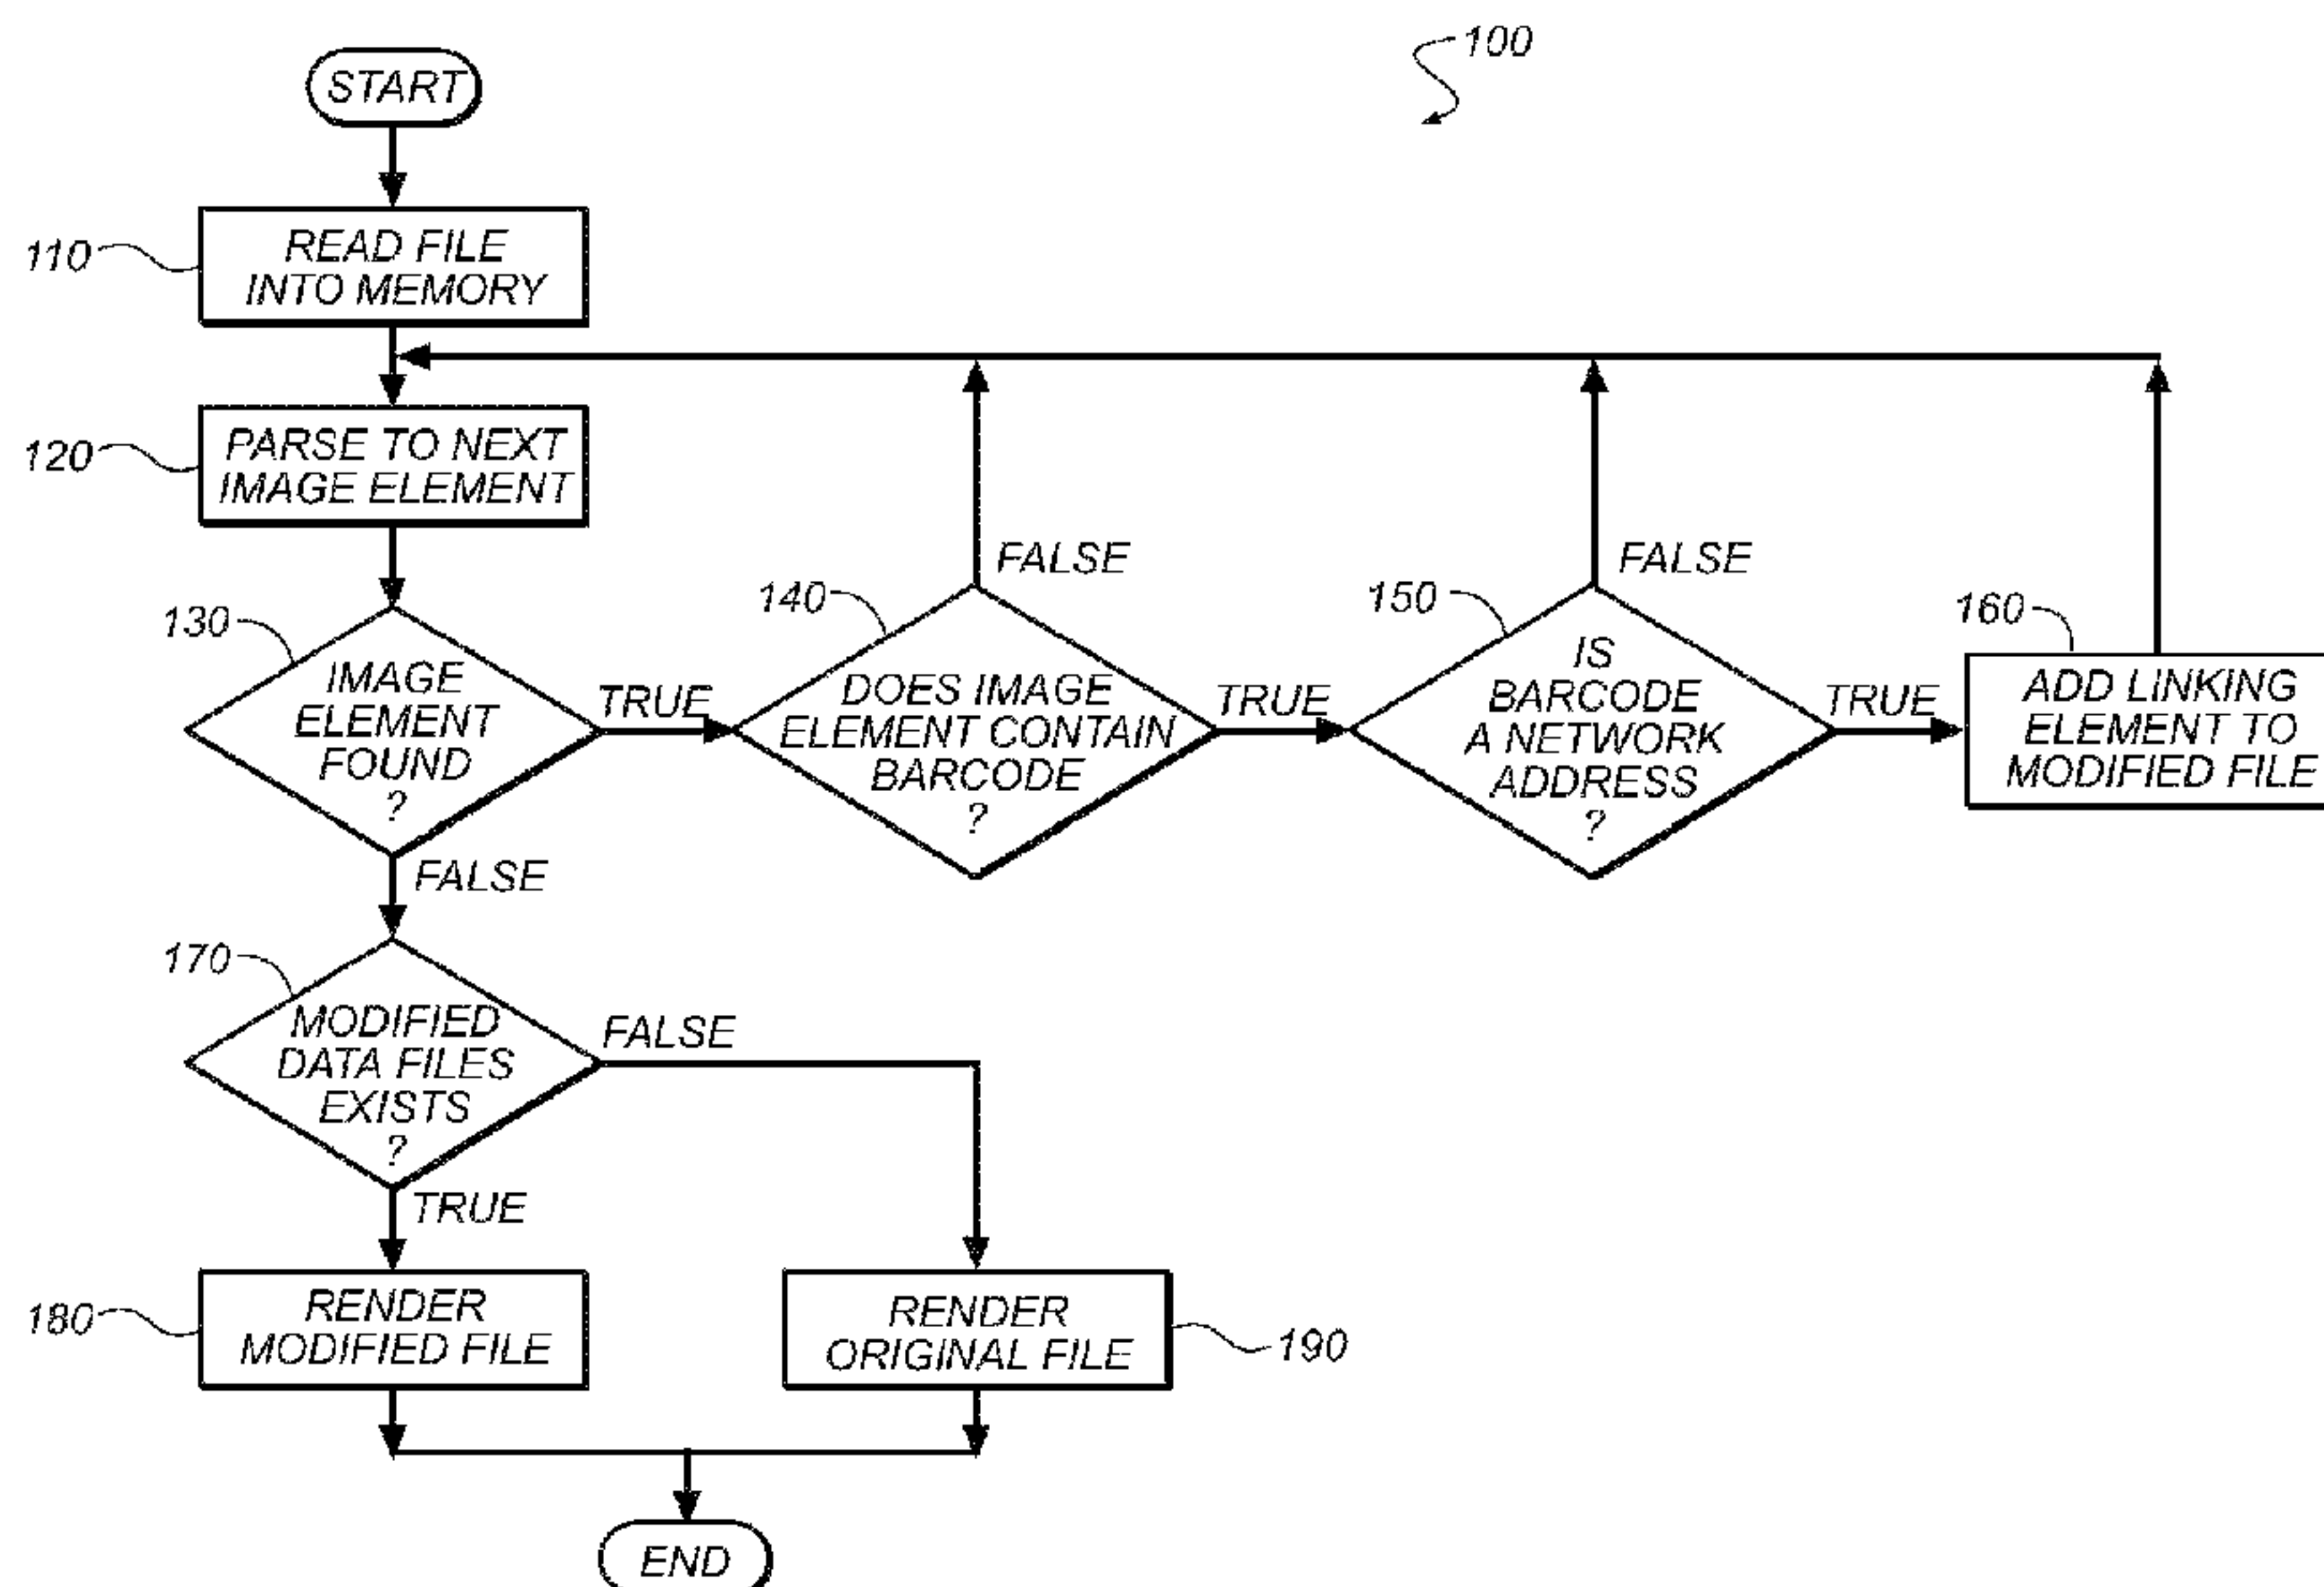 START
100
110
READ FILE
INTO MEMORY
120
PARSE TO NEXT
IMAGE ELEMENT
130
IMAGE
ELEMENT
FOUND
?
TRUE
FALSE
140
DOES IMAGE
ELEMENT CONTAIN
BARCODE
?
FALSE
TRUE
150
IS
BARCODE
A NETWORK
ADDRESS
?
FALSE
TRUE
160
ADD LINKING
ELEMENT TO
MODIFIED FILE
170
MODIFIED
DATA FILES
EXISTS
?
FALSE
TRUE
180
RENDER
MODIFIED FILE
RENDER
ORIGINAL FILE
190
END